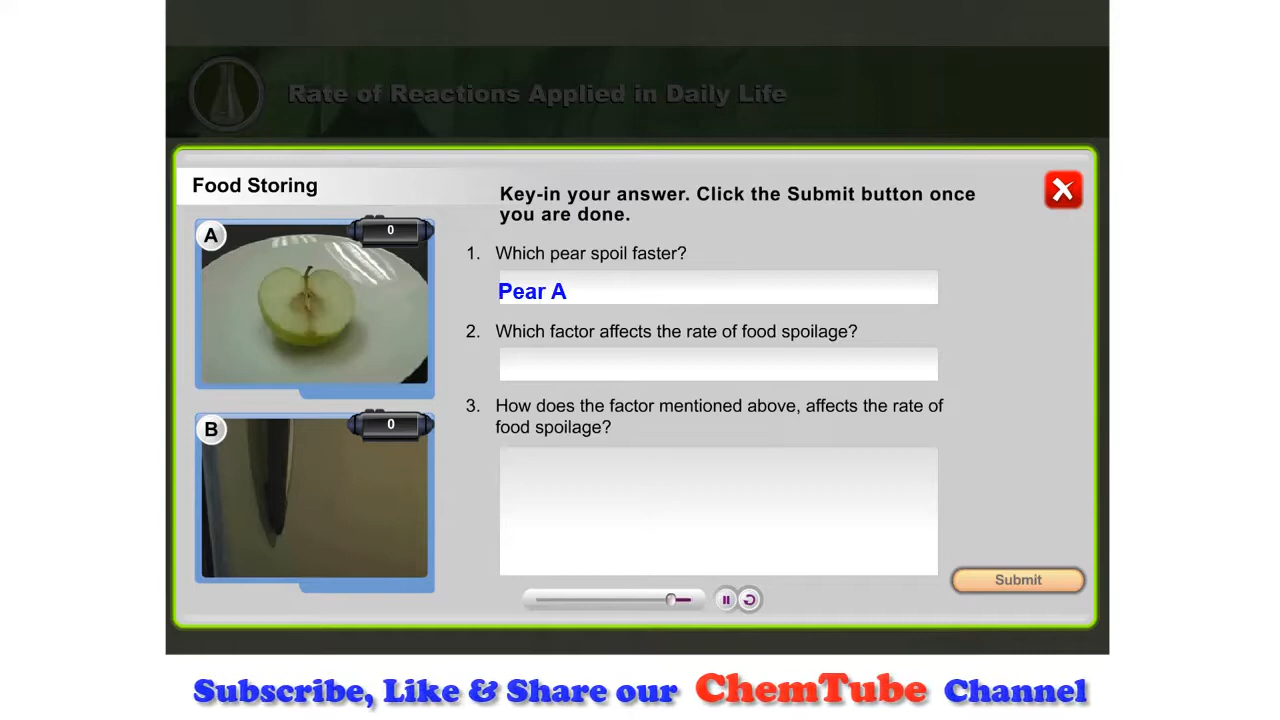 Rate of Reactions Applied in Daily Life
Food Storing
Key-in your answer. Click the Submit button once
you are done.
A
0
1. Which pear spoil faster?
Pear A
2. Which factor affects the rate of food spoilage?
B
0
3. How does the factor mentioned above, affects the rate of
food spoilage?
Submit
Subscribe, Like & Share our ChemTube Channel